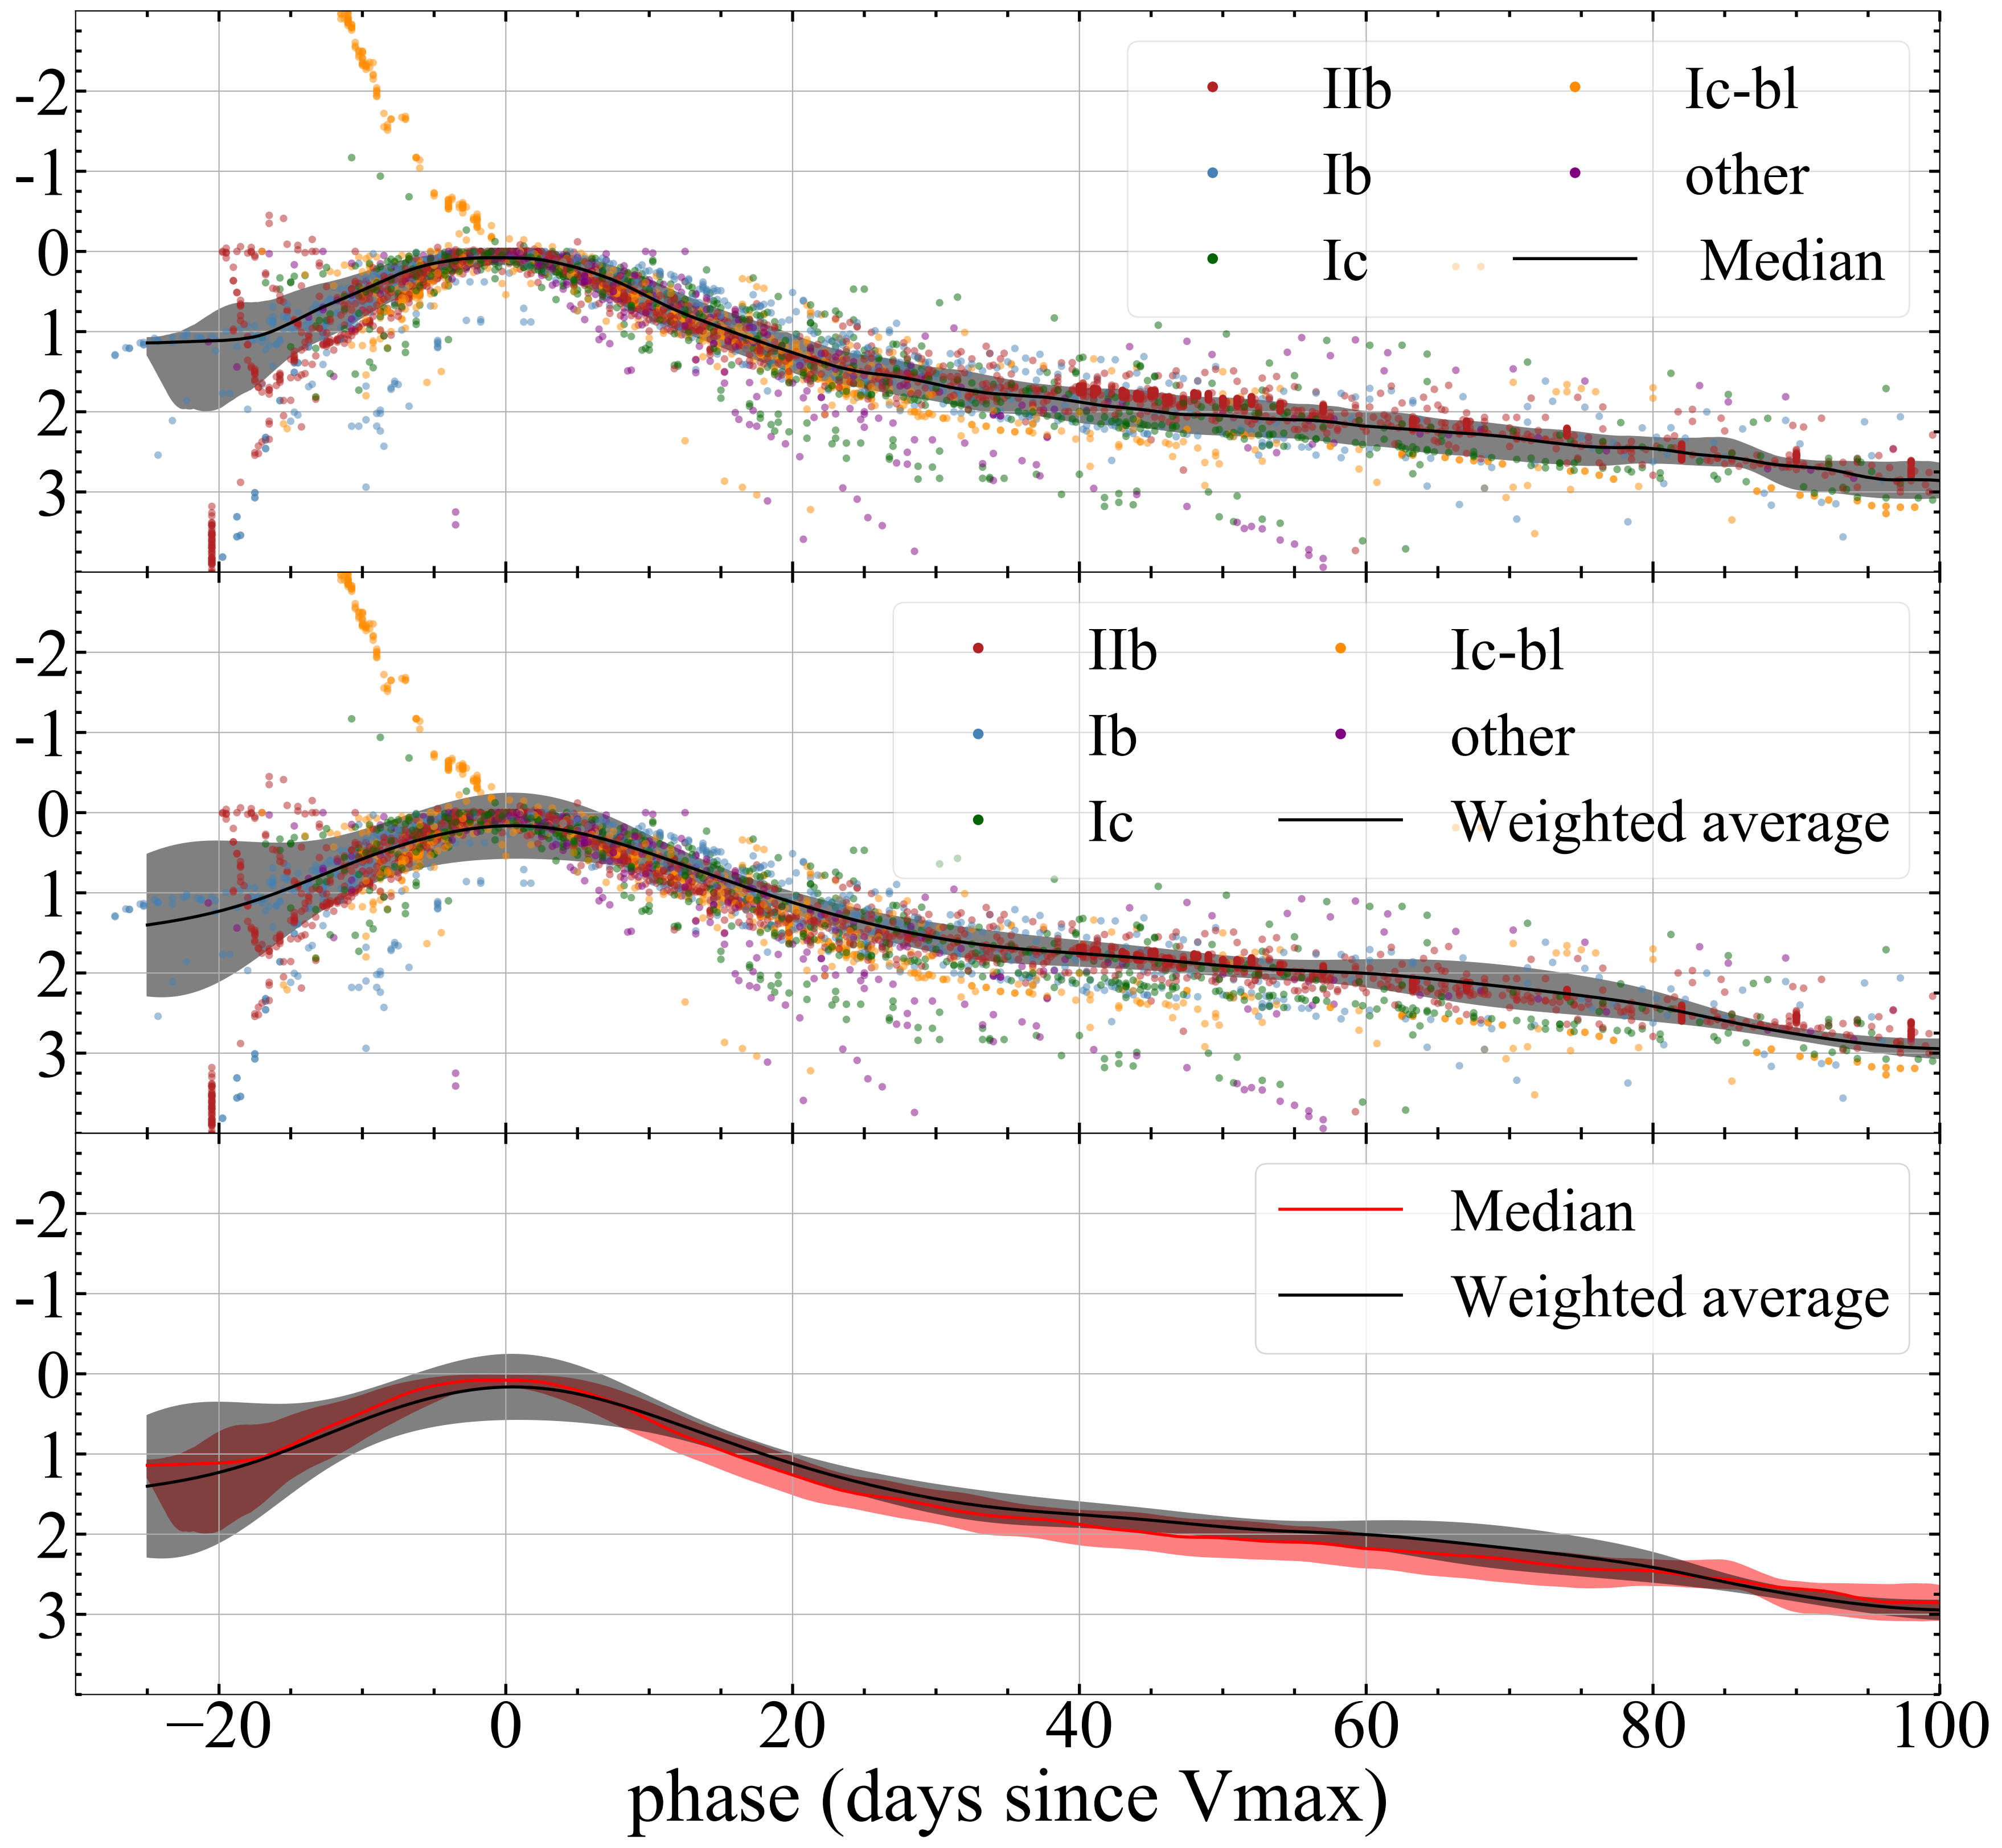 -2
-1
0
1
2
3
IIb
Ib
Ic
Ic-bl
other
Median
-2
-1
0
1
2
3
IIb
Ib
Ic
Ic-bl
other
Weighted average
-2
-1
0
1
2
3
Median
Weighted average
−20 0 20 40 60 80 100
phase (days since Vmax)